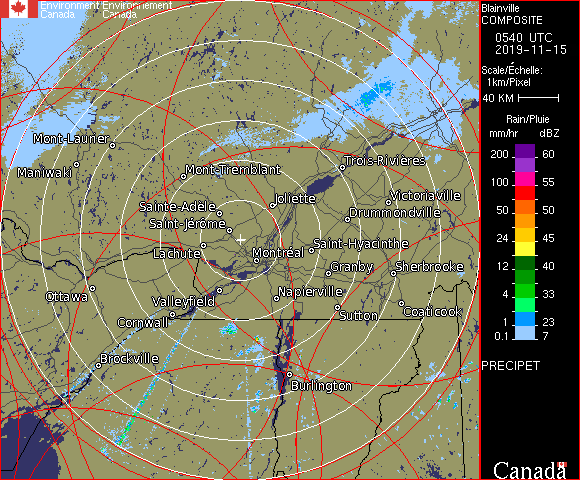 Environment Environnement
Canada Canada
Blainville
COMPOSITE
0540 UTC
2019-11-15
Scale/Échelle:
1km/Pixel
40 KM
Rain/Pluie
mm/hr dBZ
200 60
100 55
50 50
24 45
12 40
4 33
1 23
0.1 7
PRECIPET
Canada
Mont-Laurier
Maniwaki
Mont-Tremblant
Trois-Rivières
Joliette
Victoriaville
Sainte-Adèle
Drummondville
Saint-Jérôme
Lachute
Montréal
Saint-Hyacinthe
Granby
Sherbrooke
Ottawa
Valleyfield
Napierville
Cornwall
Sutton
Coaticook
Brockville
Burlington